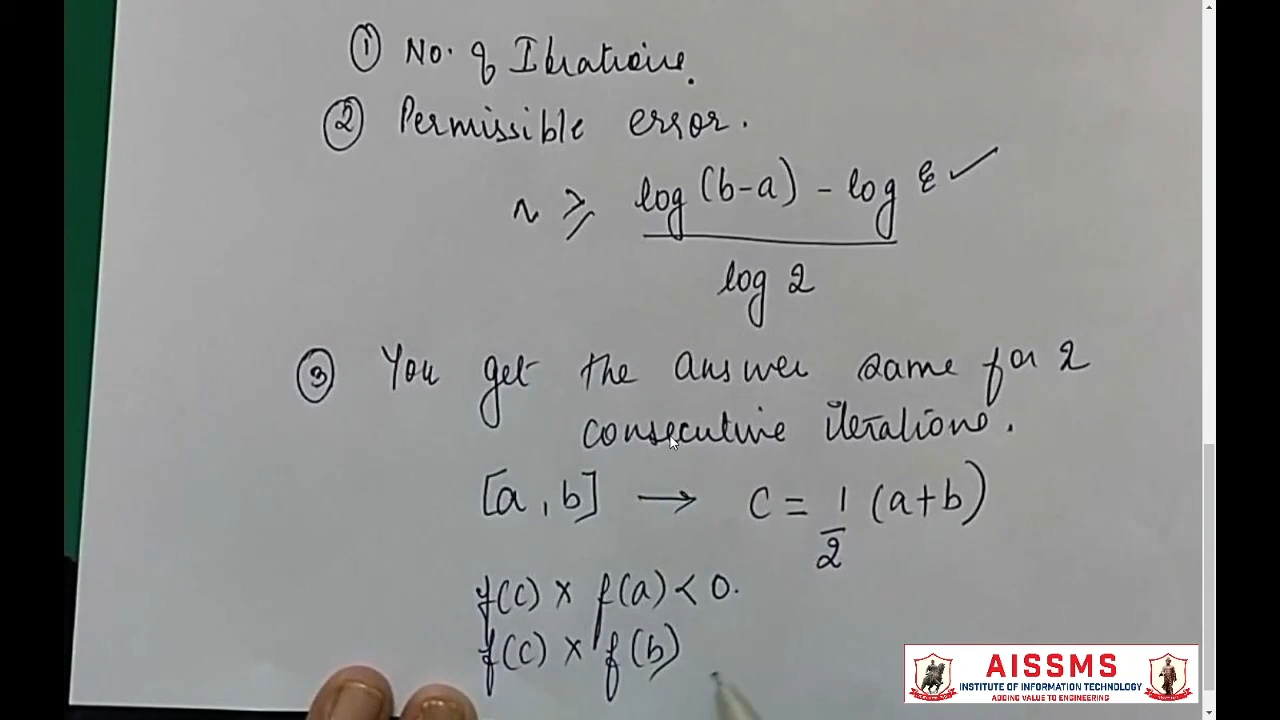 ① No. of Iterations.
② Permissible error.
n ⩾ log (b-a) - log ε ✓
log 2
③ You get the answer same for 2
consecutive iterations.
[a, b] → C = 1/2 (a+b)
f(c) × f(a) < 0.
f(c) × f(b)
AISSMS
INSTITUTE OF INFORMATION TECHNOLOGY
ADDING VALUE TO ENGINEERING